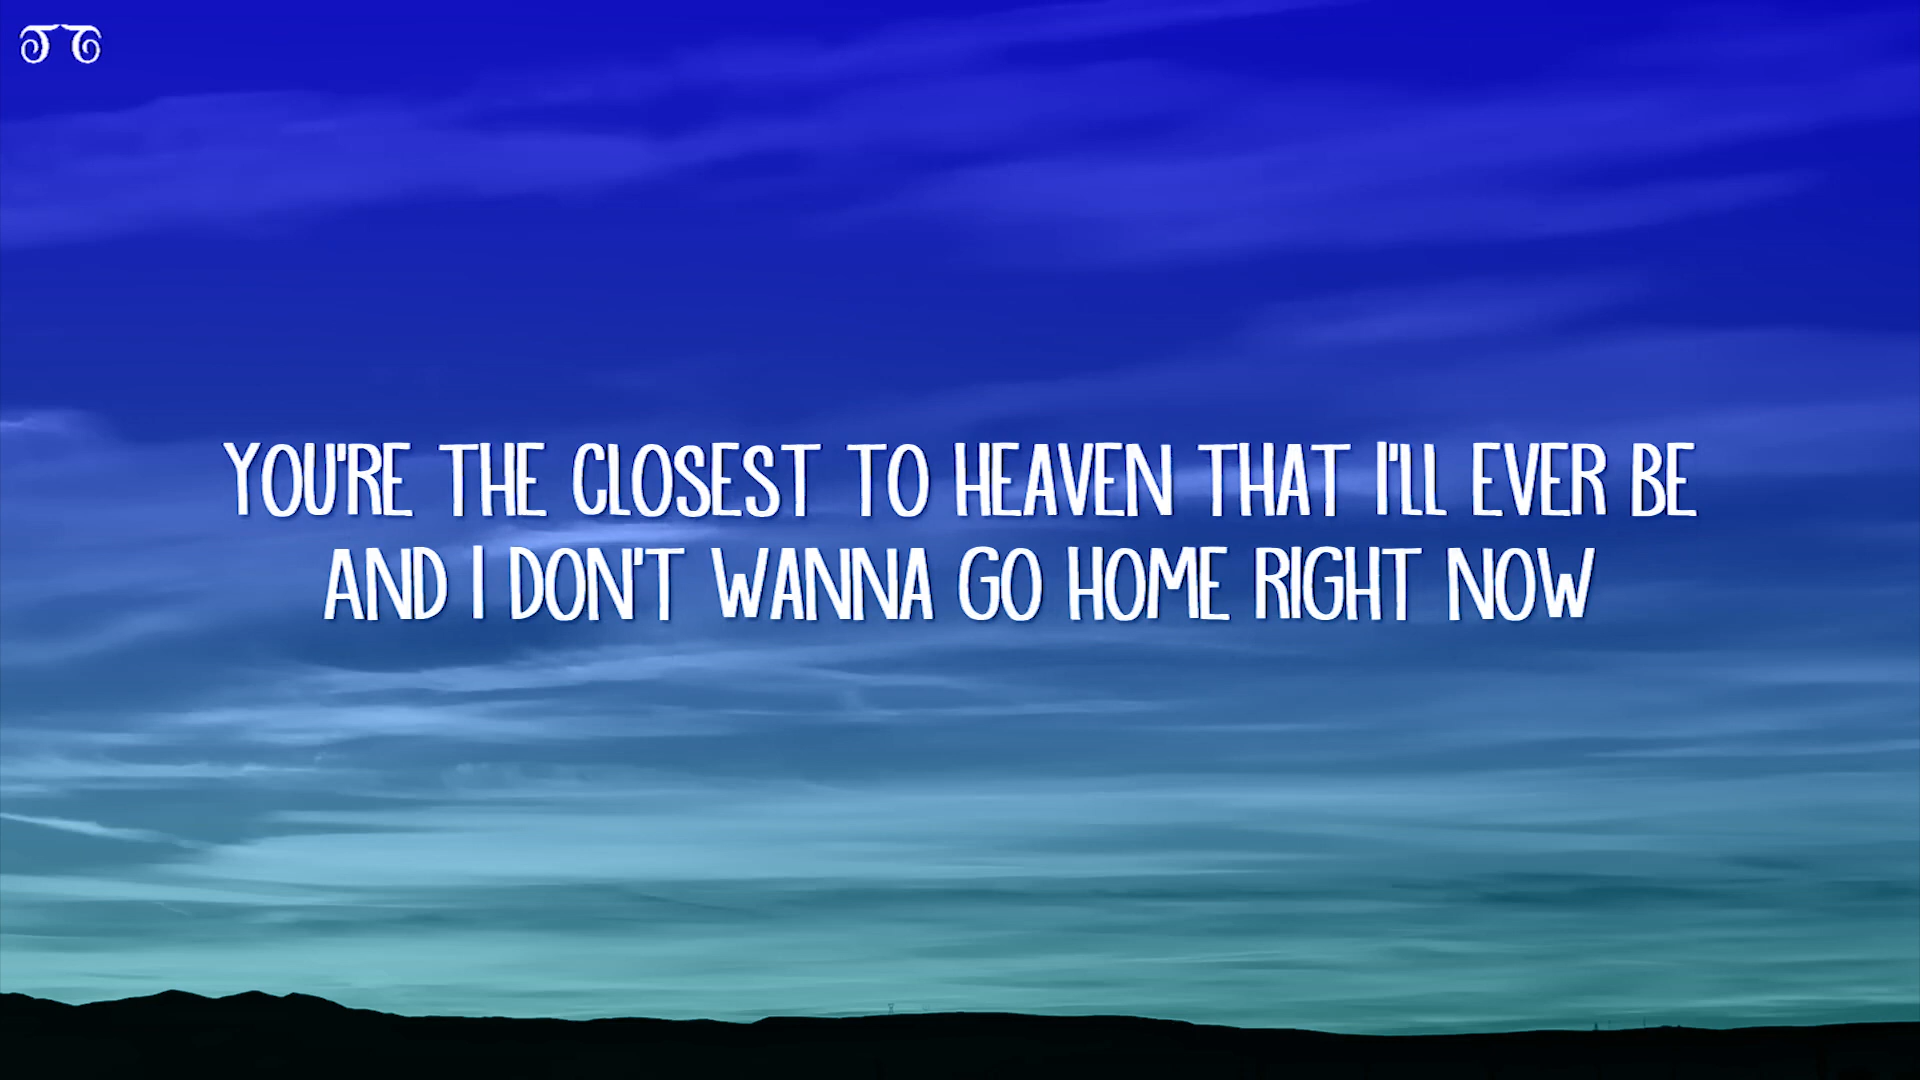 YOU'RE THE CLOSEST TO HEAVEN THAT I'LL EVER BE
AND I DON'T WANNA GO HOME RIGHT NOW